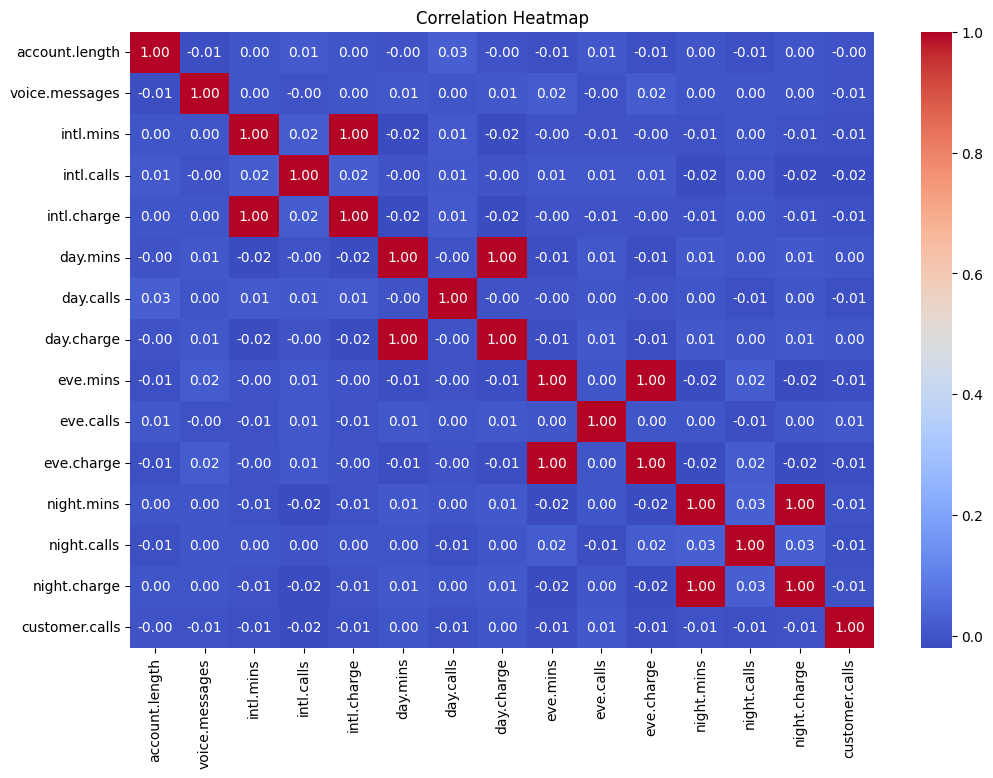 Correlation Heatmap
account.length 1.00 -0.01 0.00 0.01 0.00 -0.00 0.03 -0.00 -0.01 0.01 -0.01 0.00 -0.01 0.00 -0.00
voice.messages -0.01 1.00 0.00 -0.00 0.00 0.01 0.00 0.01 0.02 -0.00 0.02 0.00 0.00 0.00 -0.01
intl.mins 0.00 0.00 1.00 0.02 1.00 -0.02 0.01 -0.02 -0.00 -0.01 -0.00 -0.01 0.00 -0.01 -0.01
intl.calls 0.01 -0.00 0.02 1.00 0.02 -0.00 0.01 -0.00 0.01 0.01 0.01 -0.02 0.00 -0.02 -0.02
intl.charge 0.00 0.00 1.00 0.02 1.00 -0.02 0.01 -0.02 -0.00 -0.01 -0.00 -0.01 0.00 -0.01 -0.01
day.mins -0.00 0.01 -0.02 -0.00 -0.02 1.00 -0.00 1.00 -0.01 0.01 -0.01 0.01 0.00 0.01 0.00
day.calls 0.03 0.00 0.01 0.01 0.01 -0.00 1.00 -0.00 -0.00 0.00 -0.00 0.00 -0.01 0.00 -0.01
day.charge -0.00 0.01 -0.02 -0.00 -0.02 1.00 -0.00 1.00 -0.01 0.01 -0.01 0.01 0.00 0.01 0.00
eve.mins -0.01 0.02 -0.00 0.01 -0.00 -0.01 -0.00 -0.01 1.00 0.00 1.00 -0.02 0.02 -0.02 -0.01
eve.calls 0.01 -0.00 -0.01 0.01 -0.01 0.01 0.00 0.01 0.00 1.00 0.00 0.00 -0.01 0.00 0.01
eve.charge -0.01 0.02 -0.00 0.01 -0.00 -0.01 -0.00 -0.01 1.00 0.00 1.00 -0.02 0.02 -0.02 -0.01
night.mins 0.00 0.00 -0.01 -0.02 -0.01 0.01 0.00 0.01 -0.02 0.00 -0.02 1.00 0.03 1.00 -0.01
night.calls -0.01 0.00 0.00 0.00 0.00 0.00 -0.01 0.00 0.02 -0.01 0.02 0.03 1.00 0.03 -0.01
night.charge 0.00 0.00 -0.01 -0.02 -0.01 0.01 0.00 0.01 -0.02 0.00 -0.02 1.00 0.03 1.00 -0.01
customer.calls -0.00 -0.01 -0.01 -0.02 -0.01 0.00 -0.01 0.00 -0.01 0.01 -0.01 -0.01 -0.01 -0.01 1.00
account.length
voice.messages
intl.mins
intl.calls
intl.charge
day.mins
day.calls
day.charge
eve.mins
eve.calls
eve.charge
night.mins
night.calls
night.charge
customer.calls
1.0
0.8
0.6
0.4
0.2
0.0